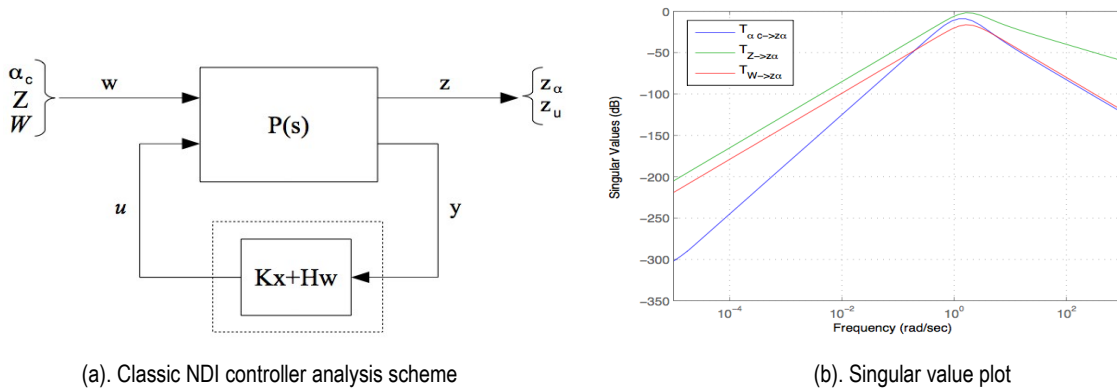 α_c
Z
W
w
P(s)
z
z_α
z_u
u
y
Kx+Hw
(a). Classic NDI controller analysis scheme
T_α c−>zα
T_Z−>zα
T_W−>zα
0
−50
−100
−150
−200
−250
−300
−350
Singular Values (dB)
10^−4
10^−2
10^0
10^2
Frequency (rad/sec)
(b). Singular value plot